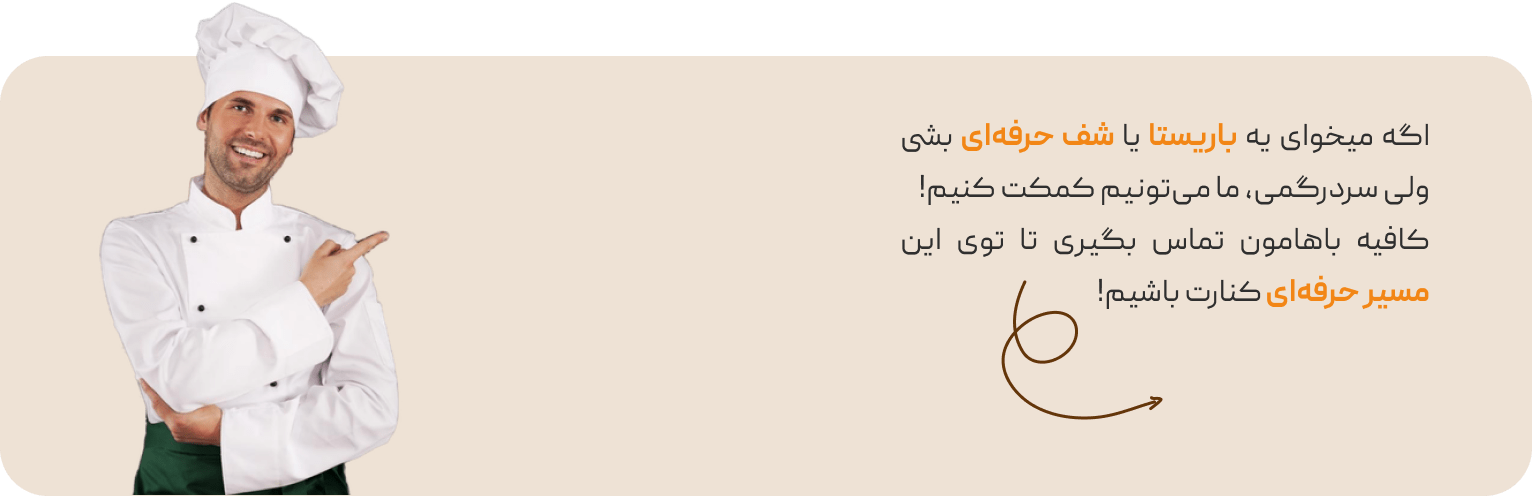 اگه میخوای یه باریستا یا شف حرفه‌ای بشی
ولی سردرگمی، ما می‌تونیم کمکت کنیم!
کافیه باهامون تماس بگیری تا توی این
مسیر حرفه‌ای کنارت باشیم!